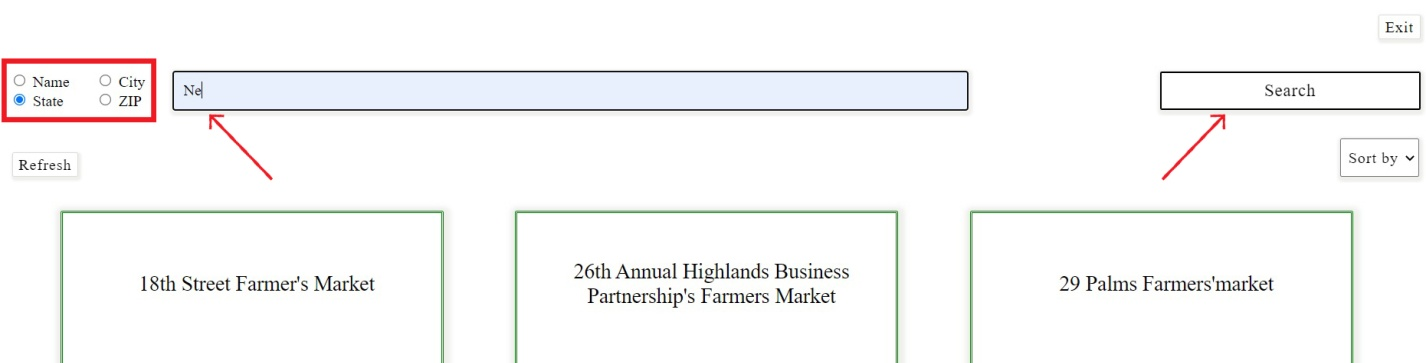 Exit
Name City
State ZIP
Ne
Search
Refresh
Sort by
18th Street Farmer's Market
26th Annual Highlands Business
Partnership's Farmers Market
29 Palms Farmers'market